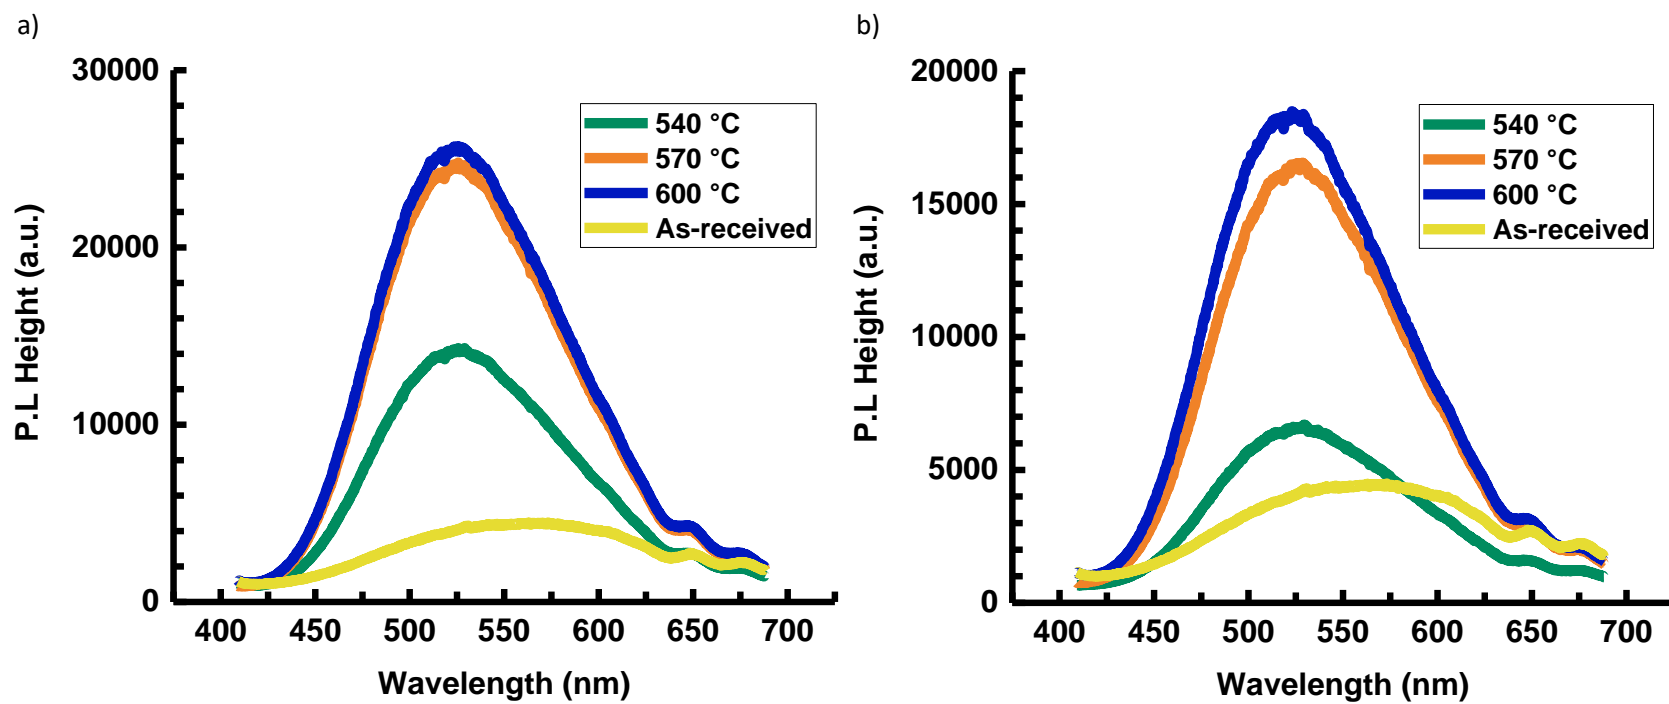 a)
30000
20000
10000
0
P.L Height (a.u.)
540 °C
570 °C
600 °C
As-received
400 450 500 550 600 650 700
Wavelength (nm)
b)
20000
15000
10000
5000
0
P.L Height (a.u.)
540 °C
570 °C
600 °C
As-received
400 450 500 550 600 650 700
Wavelength (nm)